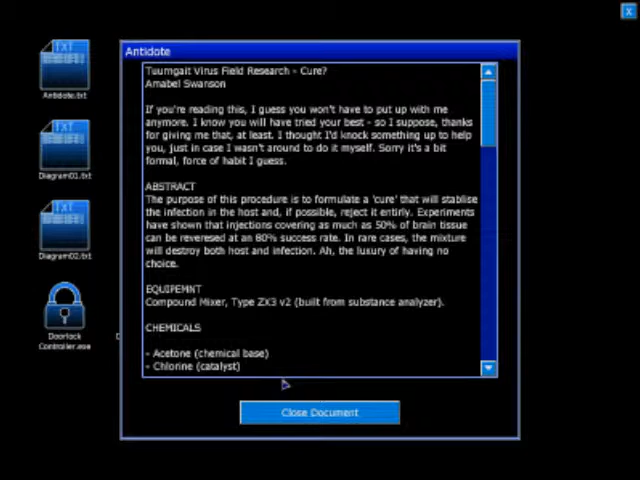 x
Antidote
Tuurngait Virus Field Research - Cure?
Amabel Swanson
If you're reading this, I guess you won't have to put up with me
anymore. I know you will have tried your best - so I suppose, thanks
for giving me that, at least. I thought I'd knock something up to help
you, just in case I wasn't around to do it myself. Sorry it's a bit
formal, force of habit I guess.
ABSTRACT
The purpose of this procedure is to formulate a 'cure' that will stablise
the infection in the host and, if possible, reject it entirly. Experiments
have shown that injections covering as much as 50% of brain tissue
can be reveresed at an 80% success rate. In rare cases, the mixture
will destroy both host and infection. Ah, the luxury of having no
choice.
EQUIPEMNT
Compound Mixer, Type ZX3 v2 (built from substance analyzer).
CHEMICALS
- Acetone (chemical base)
- Chlorine (catalyst)
Close Document
TXT
Antidote.txt
TXT
Diagram01.txt
TXT
Diagram02.txt
Doorlock
Controller.exe